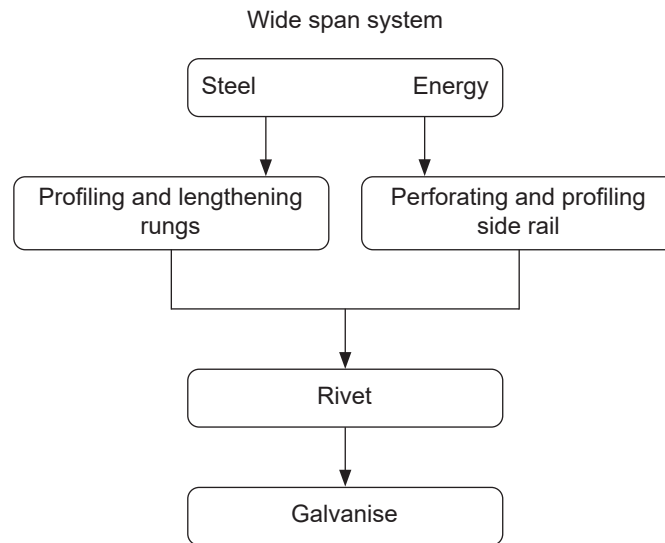 Wide span system
Steel Energy
Profiling and lengthening
rungs
Perforating and profiling
side rail
Rivet
Galvanise